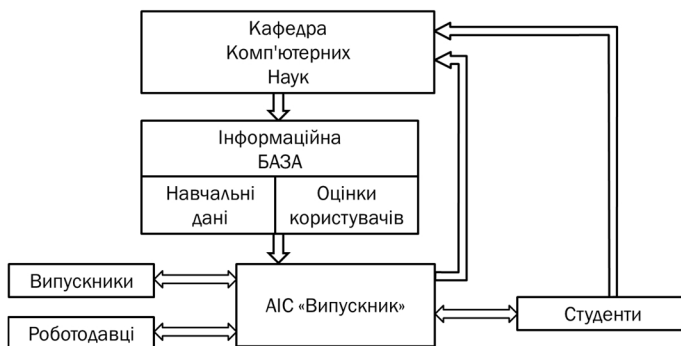 Кафедра
Комп'ютерних
Наук
Інформаційна
БАЗА
Навчальні
дані
Оцінки
користувачів
Випускники
АІС «Випускник»
Студенти
Роботодавці